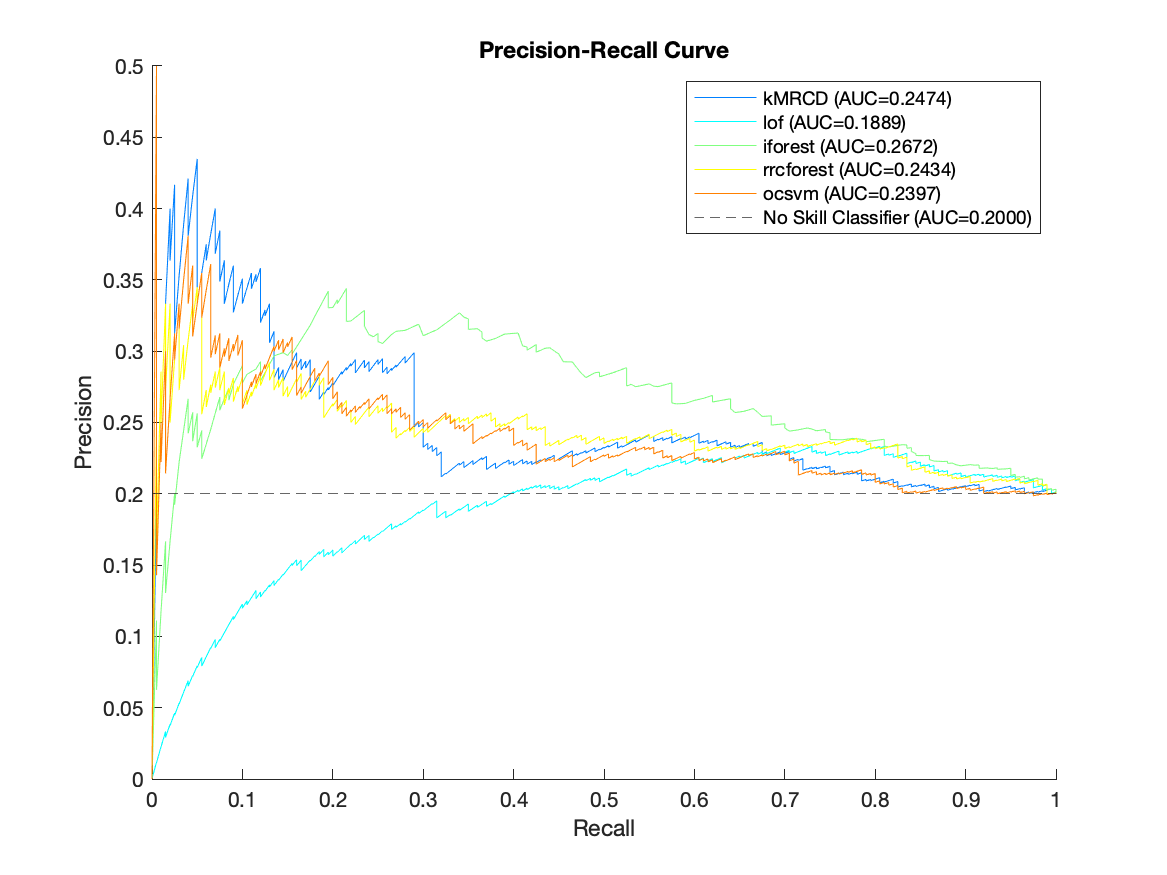 Precision-Recall Curve
kMRCD (AUC=0.2474)
lof (AUC=0.1889)
iforest (AUC=0.2672)
rrcforest (AUC=0.2434)
ocsvm (AUC=0.2397)
No Skill Classifier (AUC=0.2000)
Precision
0.5
0.45
0.4
0.35
0.3
0.25
0.2
0.15
0.1
0.05
0
0 0.1 0.2 0.3 0.4 0.5 0.6 0.7 0.8 0.9 1
Recall